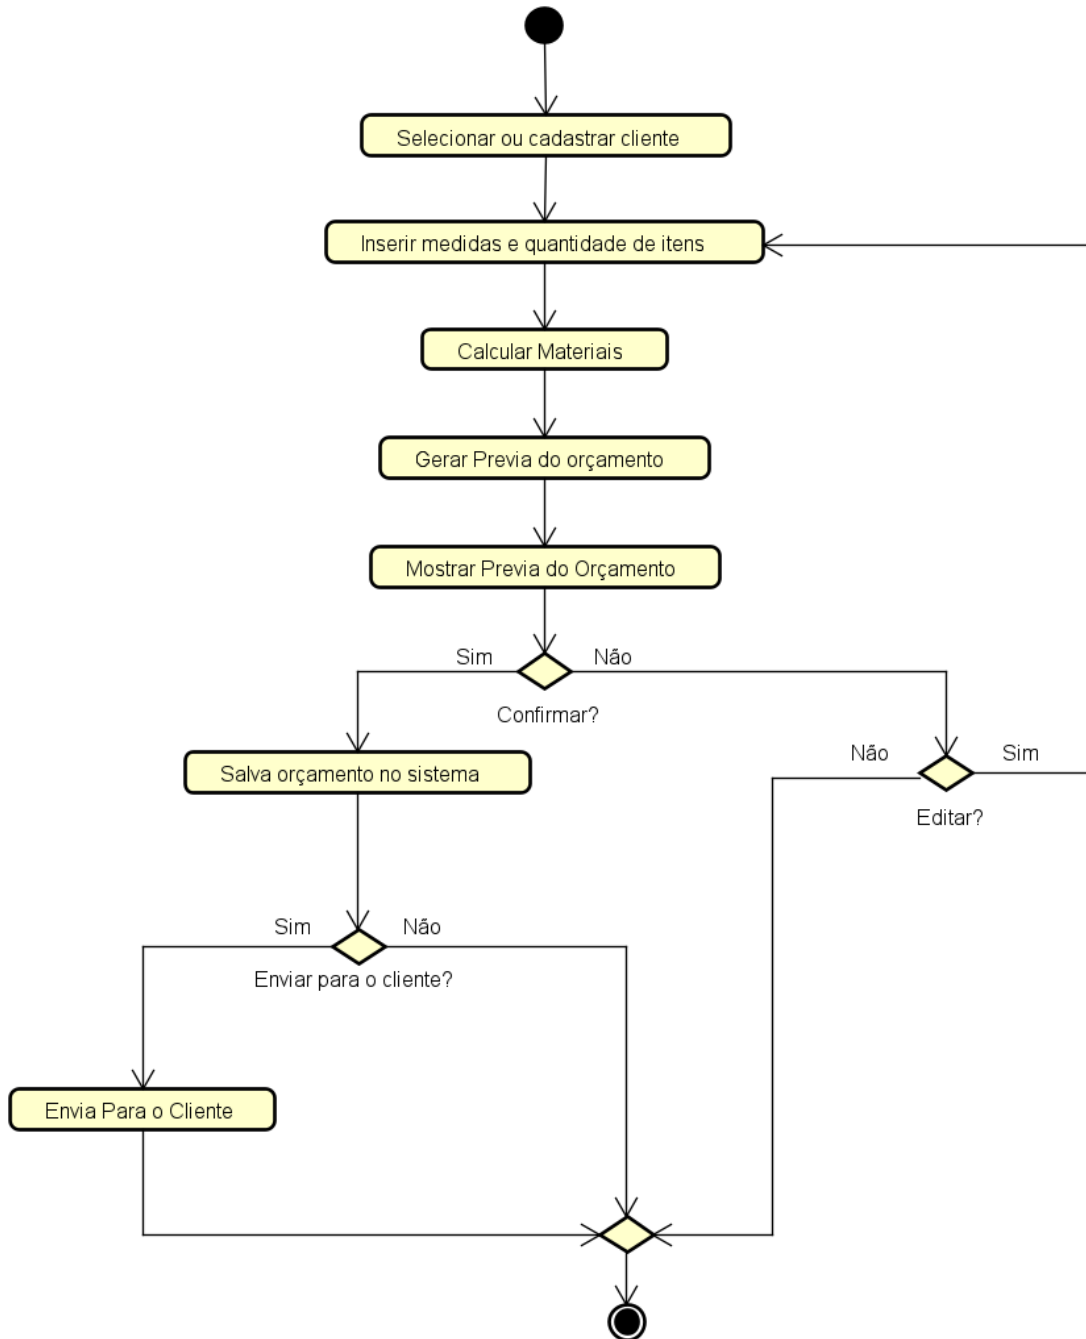 Selecionar ou cadastrar cliente
Inserir medidas e quantidade de itens
Calcular Materiais
Gerar Previa do orçamento
Mostrar Previa do Orçamento
Sim
Não
Confirmar?
Salva orçamento no sistema
Não
Sim
Editar?
Sim
Não
Enviar para o cliente?
Envia Para o Cliente